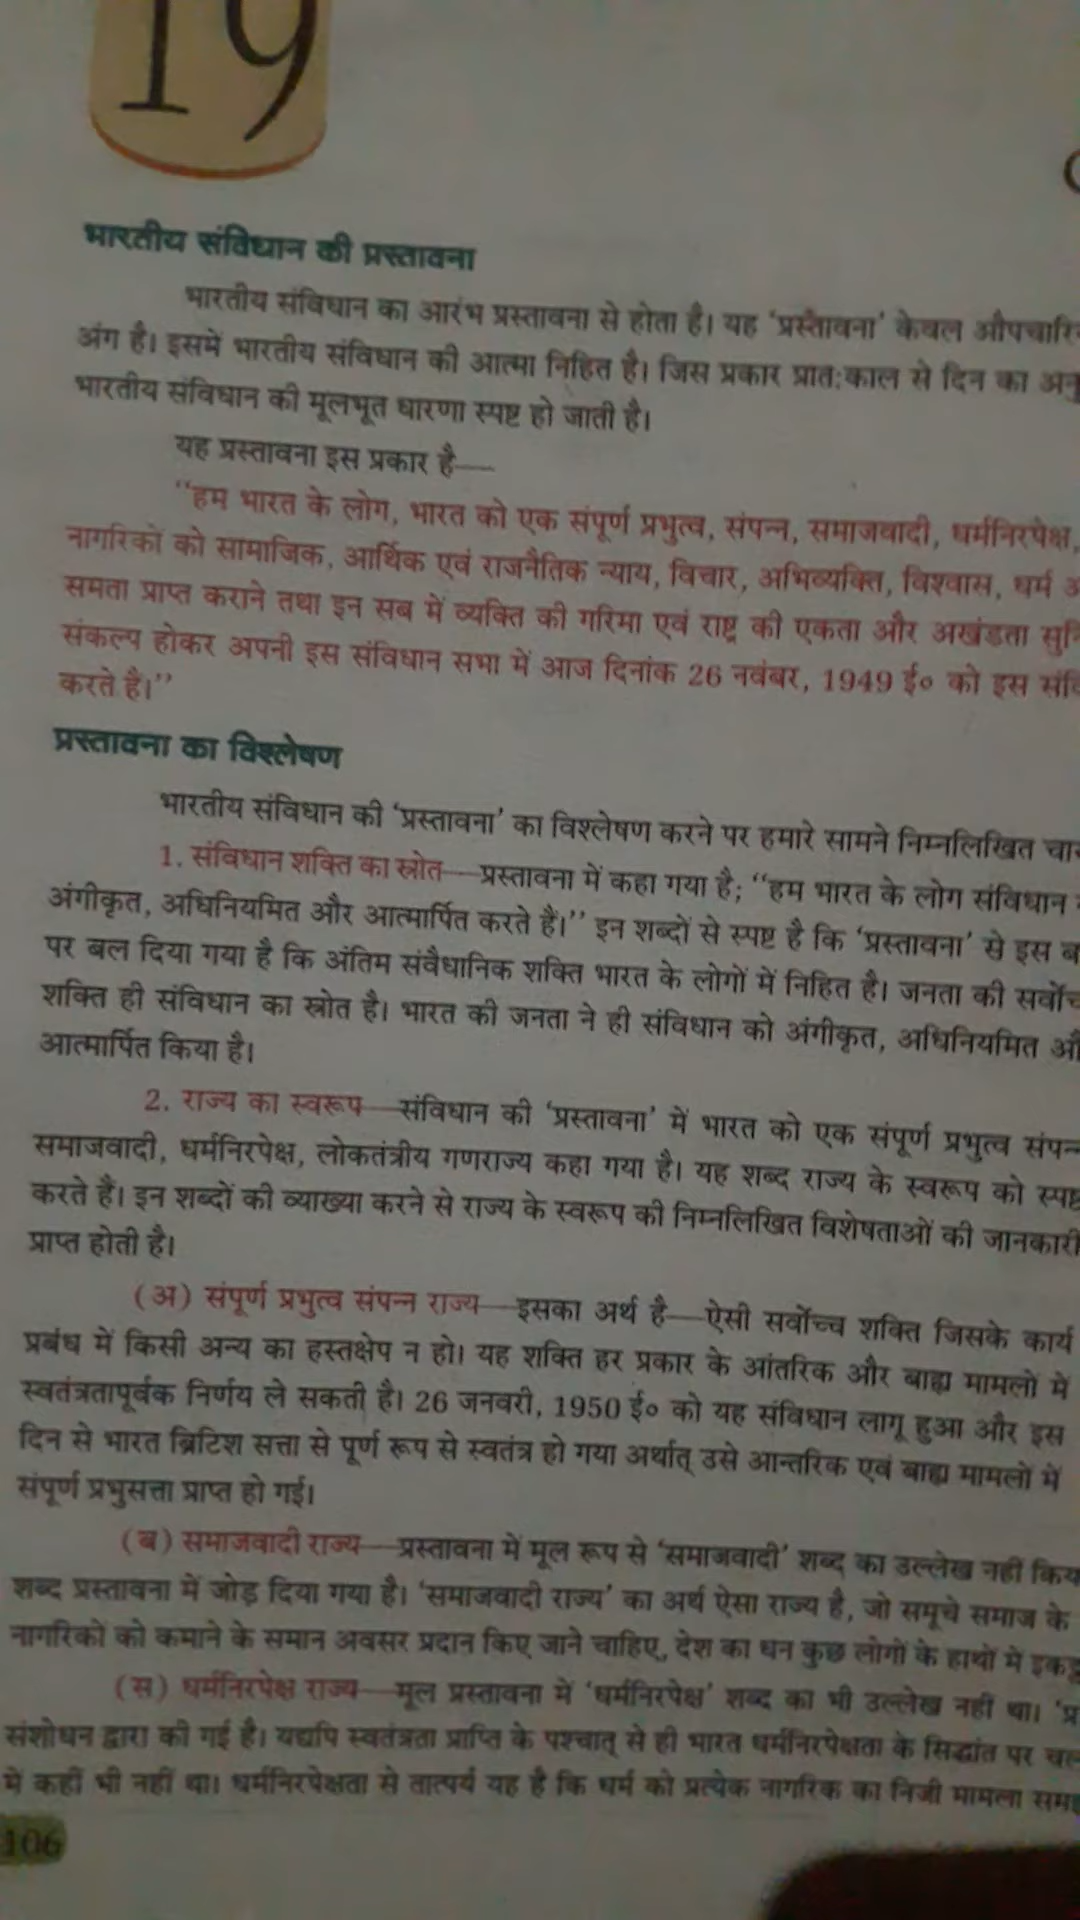 19
भारतीय संविधान की प्रस्तावना
भारतीय संविधान का आरंभ प्रस्तावना से होता है। यह ‘प्रस्तावना’ केवल
अंग है। इसमें भारतीय संविधान की आत्मा निहित है। जिस प्रकार प्रात:काल से दिन का
भारतीय संविधान की मूलभूत धारणा स्पष्ट हो जाती है।
यह प्रस्तावना इस प्रकार है—
‘‘हम भारत के लोग, भारत को एक संपूर्ण प्रभुत्व, संपन्न, समाजवादी, धर्मनिरपेक्ष,
नागरिकों को सामाजिक, आर्थिक एवं राजनैतिक न्याय, विचार, अभिव्यक्ति, विश्वास, धर्म
समता प्राप्त कराने तथा इन सब में व्यक्ति की गरिमा एवं राष्ट्र की एकता और अखंडता
संकल्प होकर अपनी इस संविधान सभा में आज दिनांक 26 नवंबर, 1949 ई० को इस
करते हैं।’’
प्रस्तावना का विश्लेषण
भारतीय संविधान की ‘प्रस्तावना’ का विश्लेषण करने पर हमारे सामने निम्नलिखित
1. संविधान शक्ति का स्रोत—प्रस्तावना में कहा गया है; ‘‘हम भारत के लोग संविधान
अंगीकृत, अधिनियमित और आत्मार्पित करते हैं।’’ इन शब्दों से स्पष्ट है कि ‘प्रस्तावना’ से इस
पर बल दिया गया है कि अंतिम संवैधानिक शक्ति भारत के लोगों में निहित है। जनता की
शक्ति ही संविधान का स्रोत है। भारत की जनता ने ही संविधान को अंगीकृत, अधिनियमित
आत्मार्पित किया है।
2. राज्य का स्वरूप—संविधान की ‘प्रस्तावना’ में भारत को एक संपूर्ण प्रभुत्व
समाजवादी, धर्मनिरपेक्ष, लोकतंत्रीय गणराज्य कहा गया है। यह शब्द राज्य के स्वरूप को स्पष्ट
करते हैं। इन शब्दों की व्याख्या करने से राज्य के स्वरूप की निम्नलिखित विशेषताओं की जानकारी
प्राप्त होती है।
(अ) संपूर्ण प्रभुत्व संपन्न राज्य—इसका अर्थ है—ऐसी सर्वोच्च शक्ति जिसके कार्य
प्रबंध में किसी अन्य का हस्तक्षेप न हो। यह शक्ति हर प्रकार के आंतरिक और बाह्य मामलों में
स्वतंत्रतापूर्वक निर्णय ले सकती है। 26 जनवरी, 1950 ई० को यह संविधान लागू हुआ और इस
दिन से भारत ब्रिटिश सत्ता से पूर्ण रूप से स्वतंत्र हो गया अर्थात् उसे आन्तरिक एवं बाह्य मामलों में
संपूर्ण प्रभुसत्ता प्राप्त हो गई।
(ब) समाजवादी राज्य—प्रस्तावना में मूल रूप से ‘समाजवादी’ शब्द का उल्लेख नहीं
शब्द प्रस्तावना में जोड़ दिया गया है। ‘समाजवादी राज्य’ का अर्थ ऐसा राज्य है, जो समूचे समाज के
नागरिकों को कमाने के समान अवसर प्रदान किए जाने चाहिए, देश का धन कुछ लोगों के हाथों में
(स) धर्मनिरपेक्ष राज्य—मूल प्रस्तावना में ‘धर्मनिरपेक्ष’ शब्द का भी उल्लेख नहीं था।
संशोधन द्वारा की गई है। यद्यपि स्वतंत्रता प्राप्ति के पश्चात् से ही भारत धर्मनिरपेक्षता के सिद्धांत पर
में कहीं भी नहीं था। धर्मनिरपेक्षता से तात्पर्य यह है कि धर्म को प्रत्येक नागरिक का निजी मामला
106